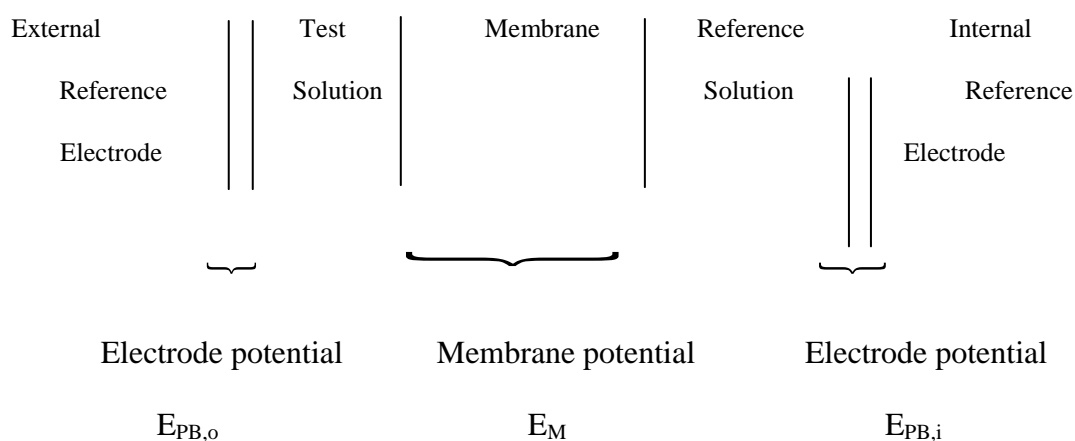 External Test Membrane Reference Internal
Reference Solution Solution Reference
Electrode Electrode
Electrode potential Membrane potential Electrode potential
E_PB,o E_M E_PB,i